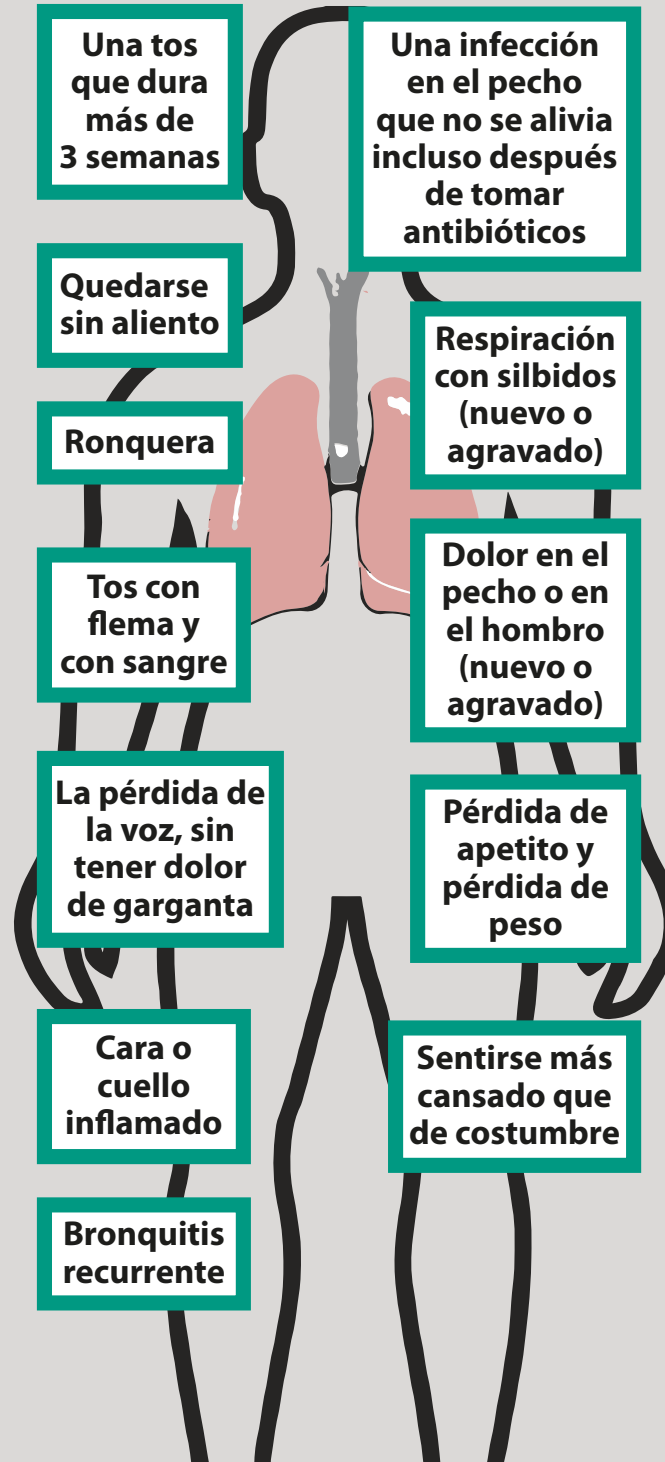 Una tos
que dura
más de
3 semanas
Quedarse
sin aliento
Ronquera
Tos con
flema y
con sangre
La pérdida de
la voz, sin
tener dolor
de garganta
Cara o
cuello
inflamado
Bronquitis
recurrente
Una infección
en el pecho
que no se alivia
incluso después
de tomar
antibióticos
Respiración
con silbidos
(nuevo o
agravado)
Dolor en el
pecho o en
el hombro
(nuevo o
agravado)
Pérdida de
apetito y
pérdida de
peso
Sentirse más
cansado que
de costumbre